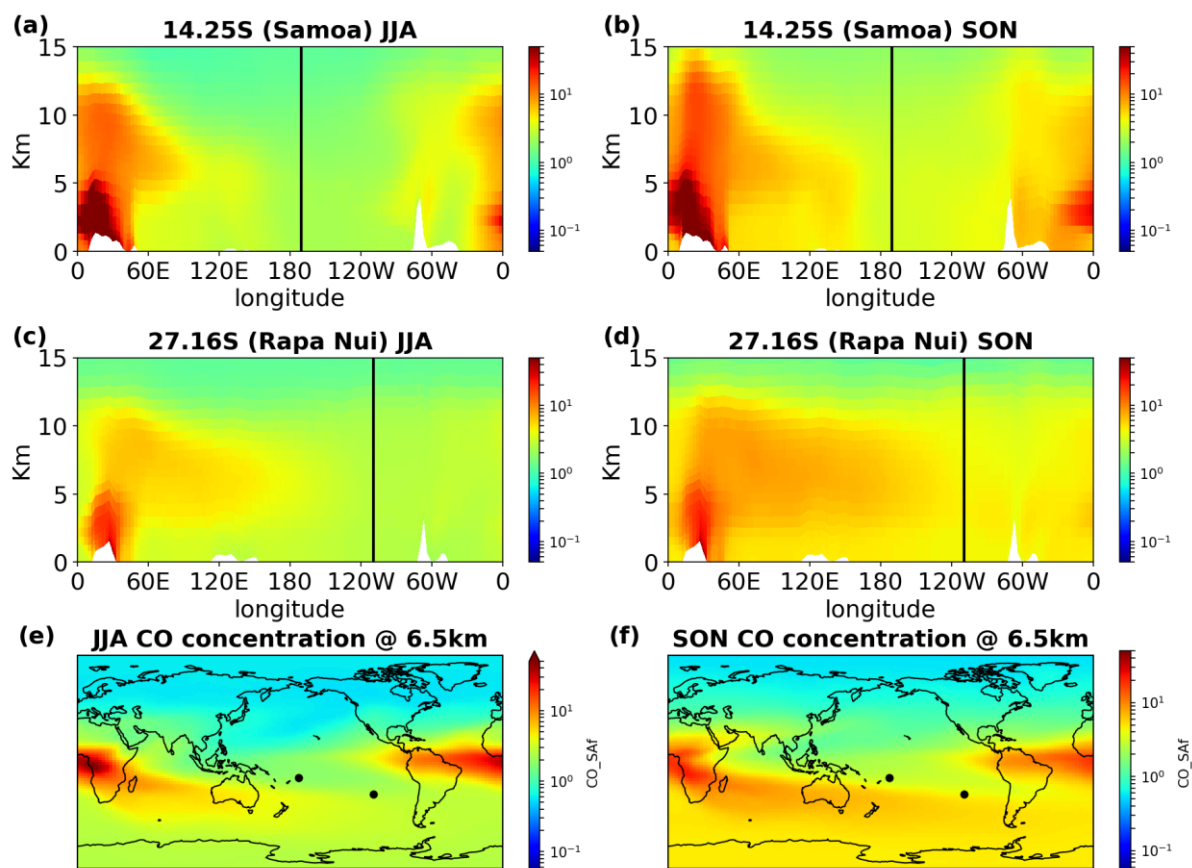 (a) 14.25S (Samoa) JJA
15
10
5
0
Km
0 60E 120E 180 120W 60W 0
longitude
10¹
10⁰
10⁻¹
(b) 14.25S (Samoa) SON
15
10
5
0
0 60E 120E 180 120W 60W 0
longitude
10¹
10⁰
10⁻¹
(c) 27.16S (Rapa Nui) JJA
15
10
5
0
Km
0 60E 120E 180 120W 60W 0
longitude
10¹
10⁰
10⁻¹
(d) 27.16S (Rapa Nui) SON
15
10
5
0
0 60E 120E 180 120W 60W 0
longitude
10¹
10⁰
10⁻¹
(e) JJA CO concentration @ 6.5km
10¹
10⁰
10⁻¹
CO_SAf
(f) SON CO concentration @ 6.5km
10¹
10⁰
10⁻¹
CO_SAf